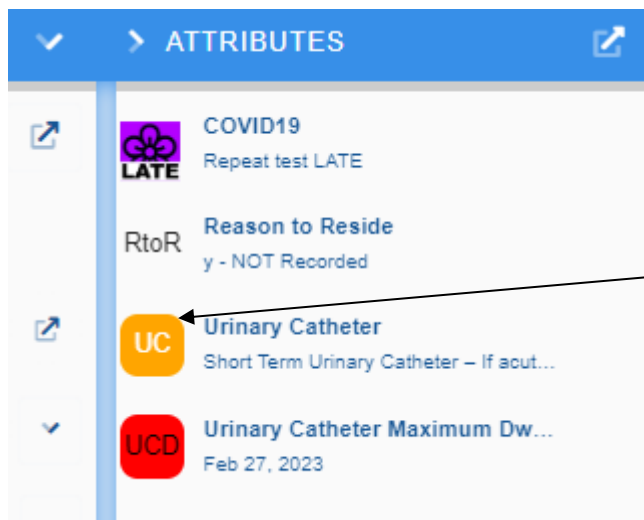 ATTRIBUTES
LATE
COVID19
Repeat test LATE
RtoR
Reason to Reside
y - NOT Recorded
UC
Urinary Catheter
Short Term Urinary Catheter – If acut...
UCD
Urinary Catheter Maximum Dw...
Feb 27, 2023